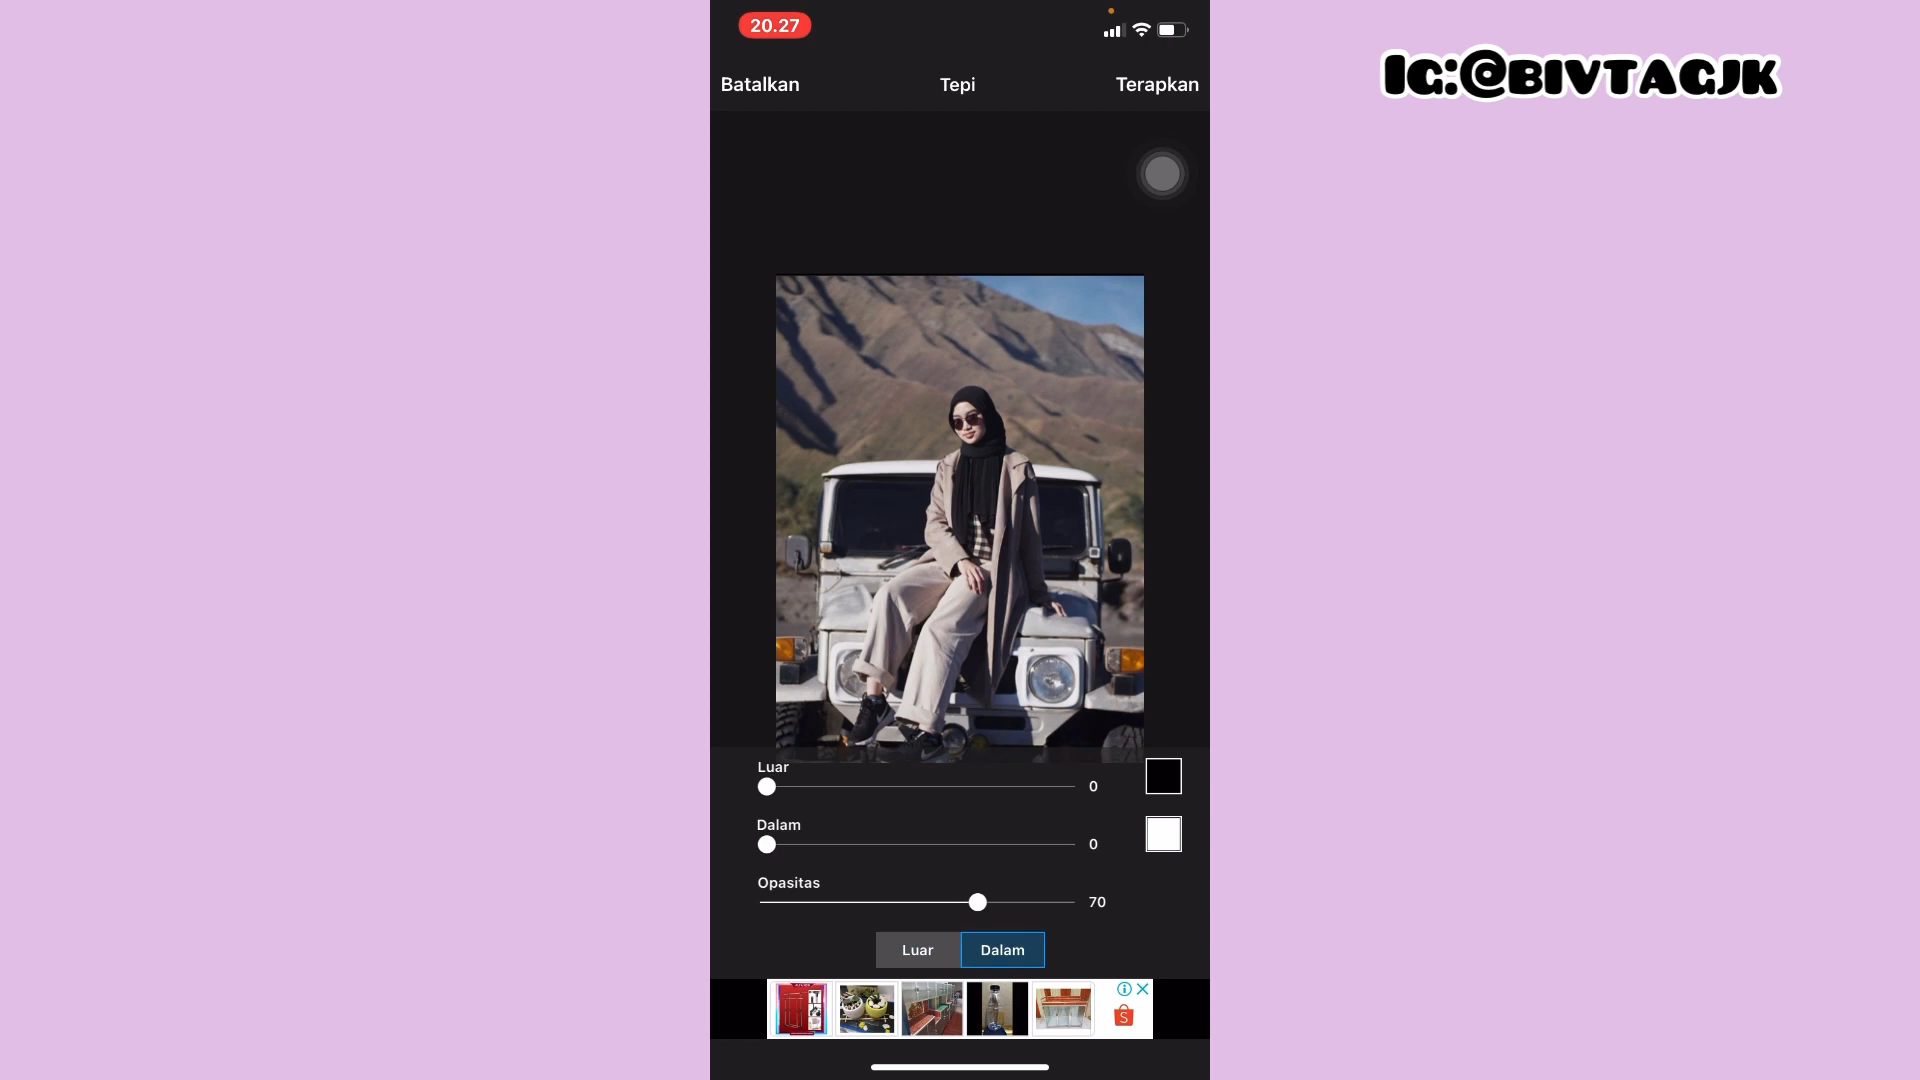 20.27
IG:@BIVTAGJK
Batalkan Tepi Terapkan
Luar
0
Dalam
0
Opasitas
70
Luar Dalam
S